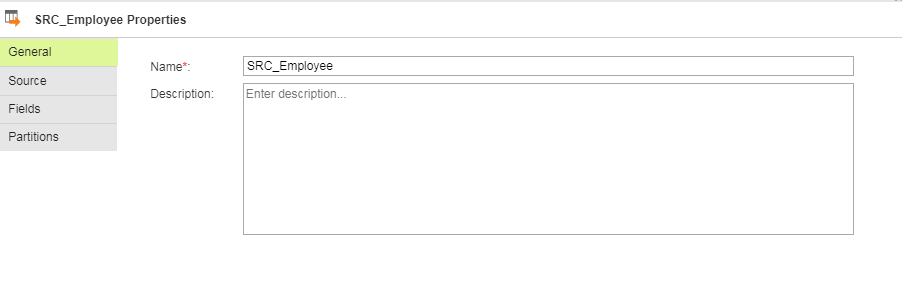 SRC_Employee Properties
General
Source
Fields
Partitions
Name*:
SRC_Employee
Description:
Enter description...